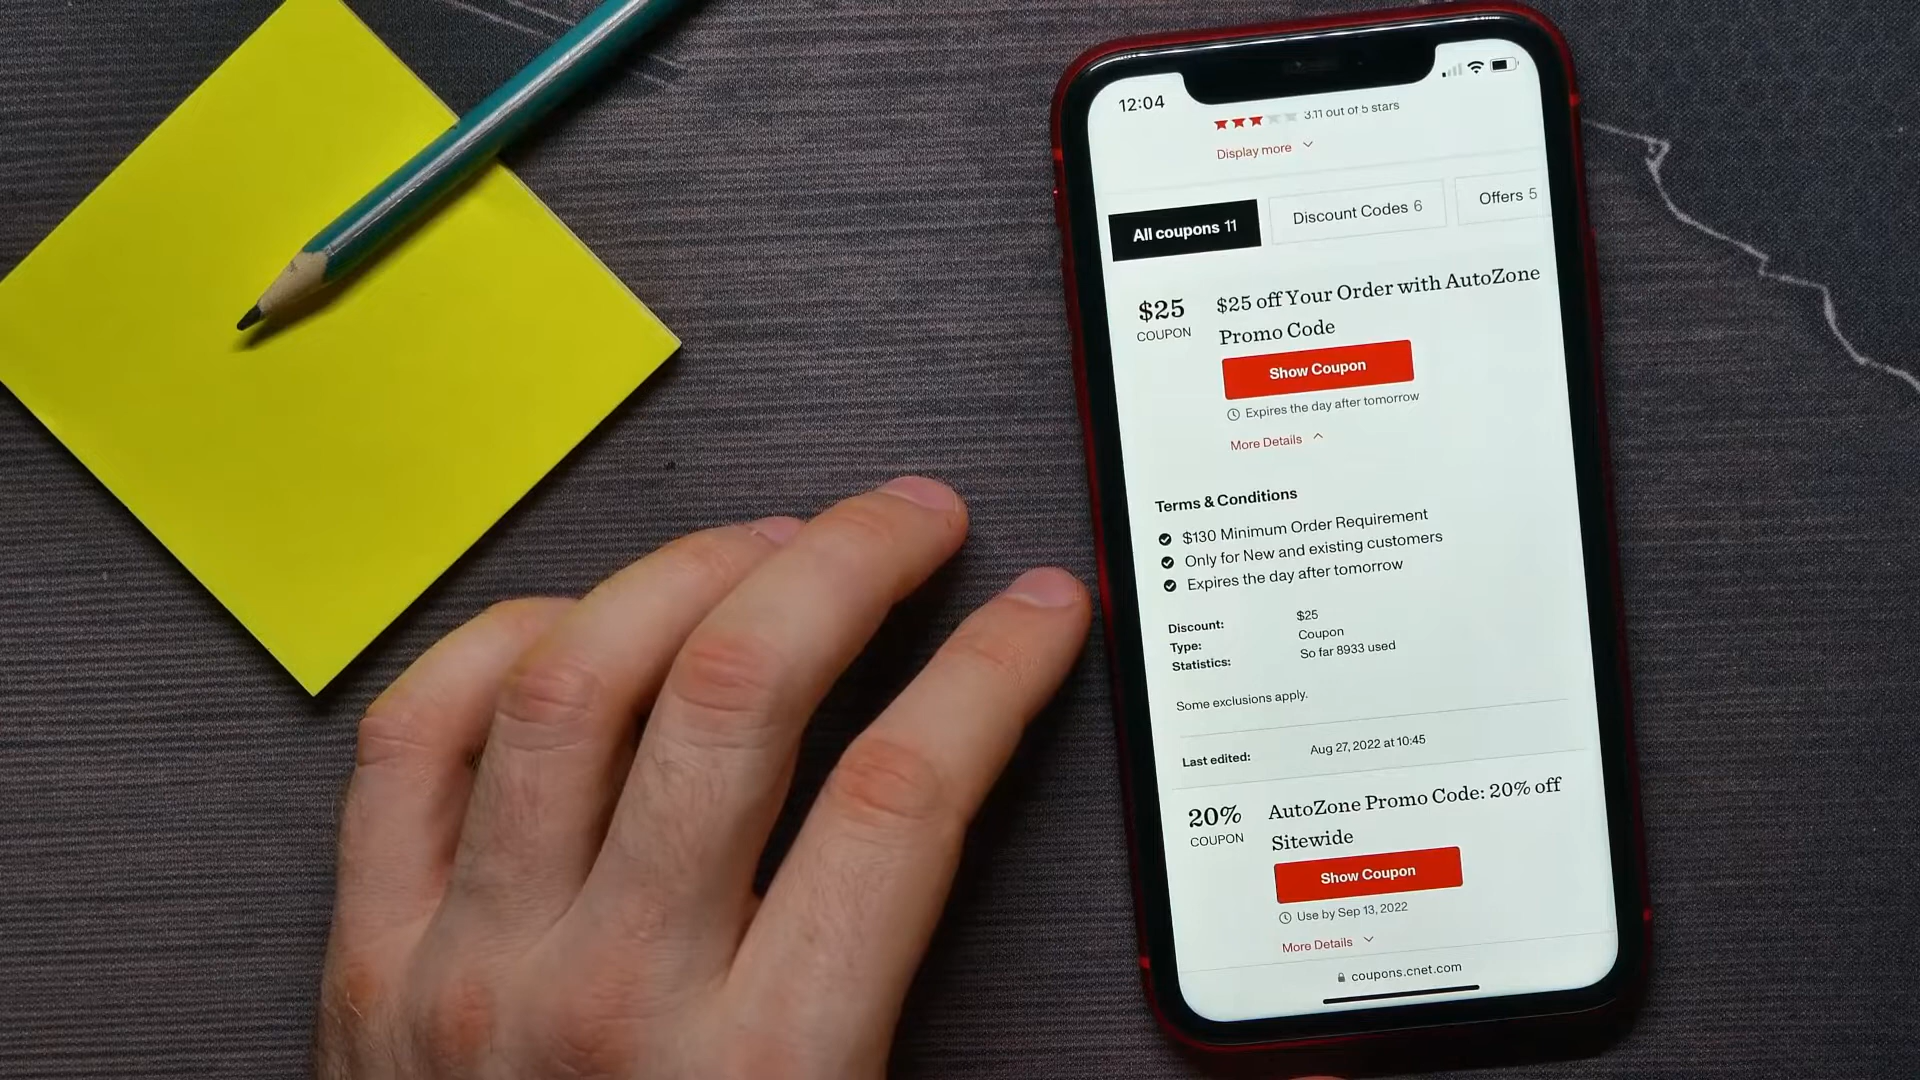 12:04
3.11 out of 5 stars
Display more
All coupons 11
Discount Codes 6
Offers 5
$25
COUPON
$25 off Your Order with AutoZone
Promo Code
Show Coupon
Expires the day after tomorrow
More Details
Terms & Conditions
$130 Minimum Order Requirement
Only for New and existing customers
Expires the day after tomorrow
Discount: $25
Type: Coupon
Statistics: So far 8933 used
Some exclusions apply.
Last edited: Aug 27, 2022 at 10:45
20%
COUPON
AutoZone Promo Code: 20% off
Sitewide
Show Coupon
Use by Sep 13, 2022
More Details
coupons.cnet.com